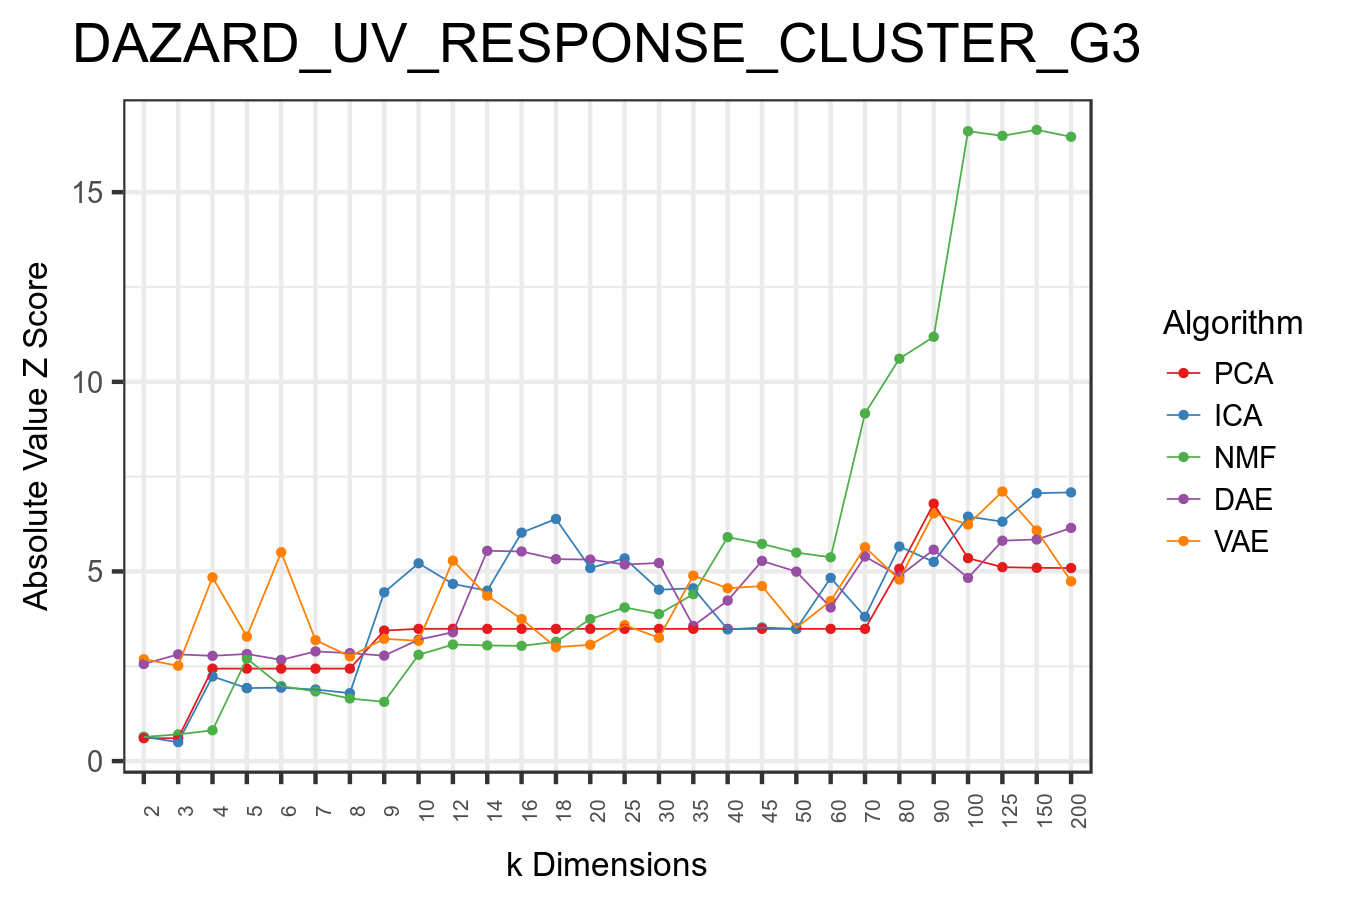 DAZARD_UV_RESPONSE_CLUSTER_G3
Absolute Value Z Score
15
10
5
0
2 3 4 5 6 7 8 9 10 12 14 16 18 20 25 30 35 40 45 50 60 70 80 90 100 125 150 200
k Dimensions
Algorithm
PCA
ICA
NMF
DAE
VAE